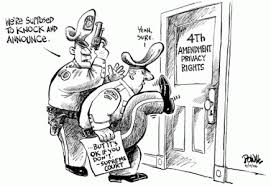 WE'RE SUPPOSED
TO KNOCK AND
ANNOUNCE.
YEAH,
SURE.
4TH
AMENDMENT
PRIVACY
RIGHTS
...BUT IT'S
OK IF YOU
DON'T.
- SUPREME
COURT